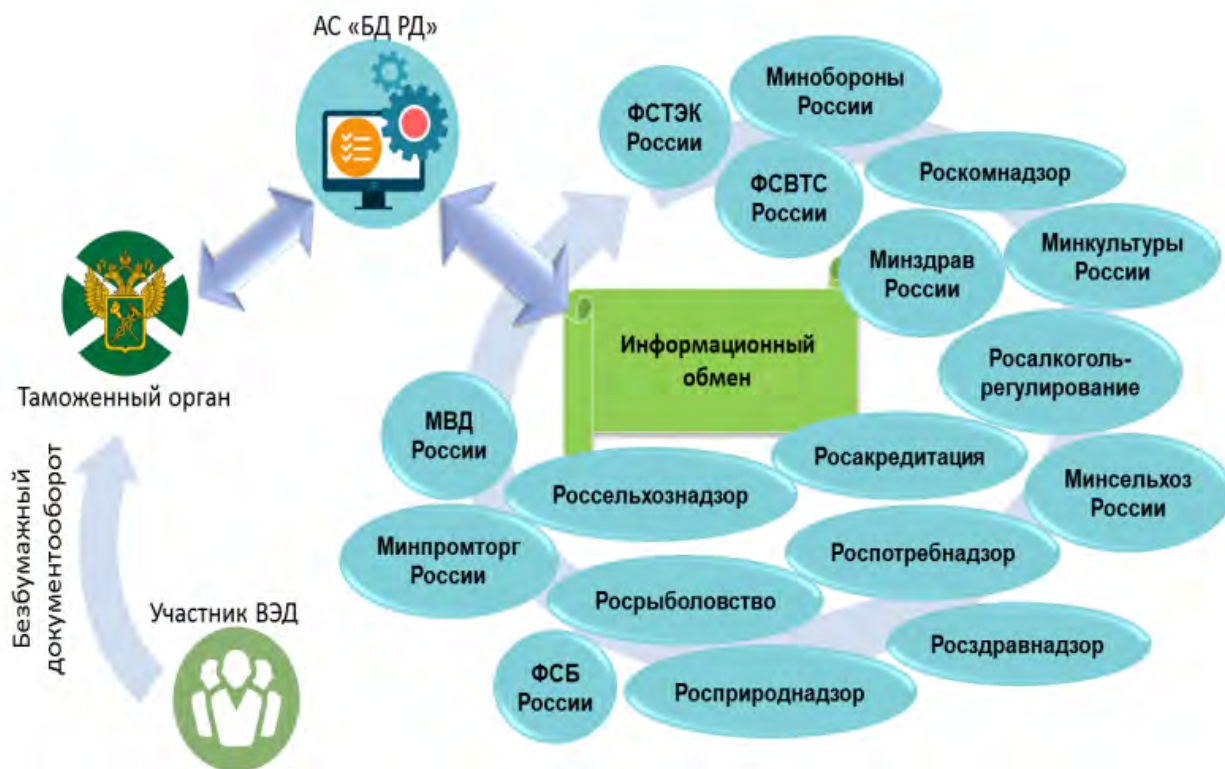 АС «БД РД»
Минобороны
России
ФСТЭК
России
Роскомнадзор
ФСВТС
России
Минкультуры
России
Минздрав
России
Информационный
обмен
Росалкоголь-
регулирование
Таможенный орган
МВД
России
Росакредитация
Минсельхоз
России
Россельхознадзор
Безбумажный
документооборот
Минпромторг
России
Роспотребнадзор
Росрыболовство
Участник ВЭД
Росздравнадзор
ФСБ
России
Росприроднадзор